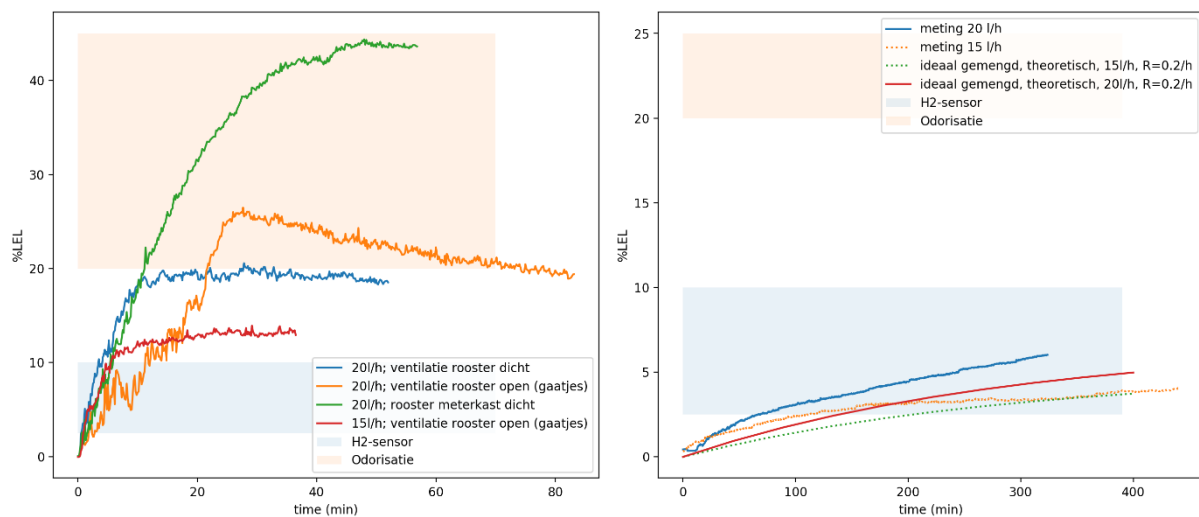 40
30
20
10
0
%LEL
0
20
40
60
80
time (min)
20l/h; ventilatie rooster dicht
20l/h; ventilatie rooster open (gaatjes)
20l/h; rooster meterkast dicht
15l/h; ventilatie rooster open (gaatjes)
H2-sensor
Odorisatie
25
20
15
10
5
0
%LEL
0
100
200
300
400
time (min)
meting 20 l/h
meting 15 l/h
ideaal gemengd, theoretisch, 15l/h, R=0.2/h
ideaal gemengd, theoretisch, 20l/h, R=0.2/h
H2-sensor
Odorisatie